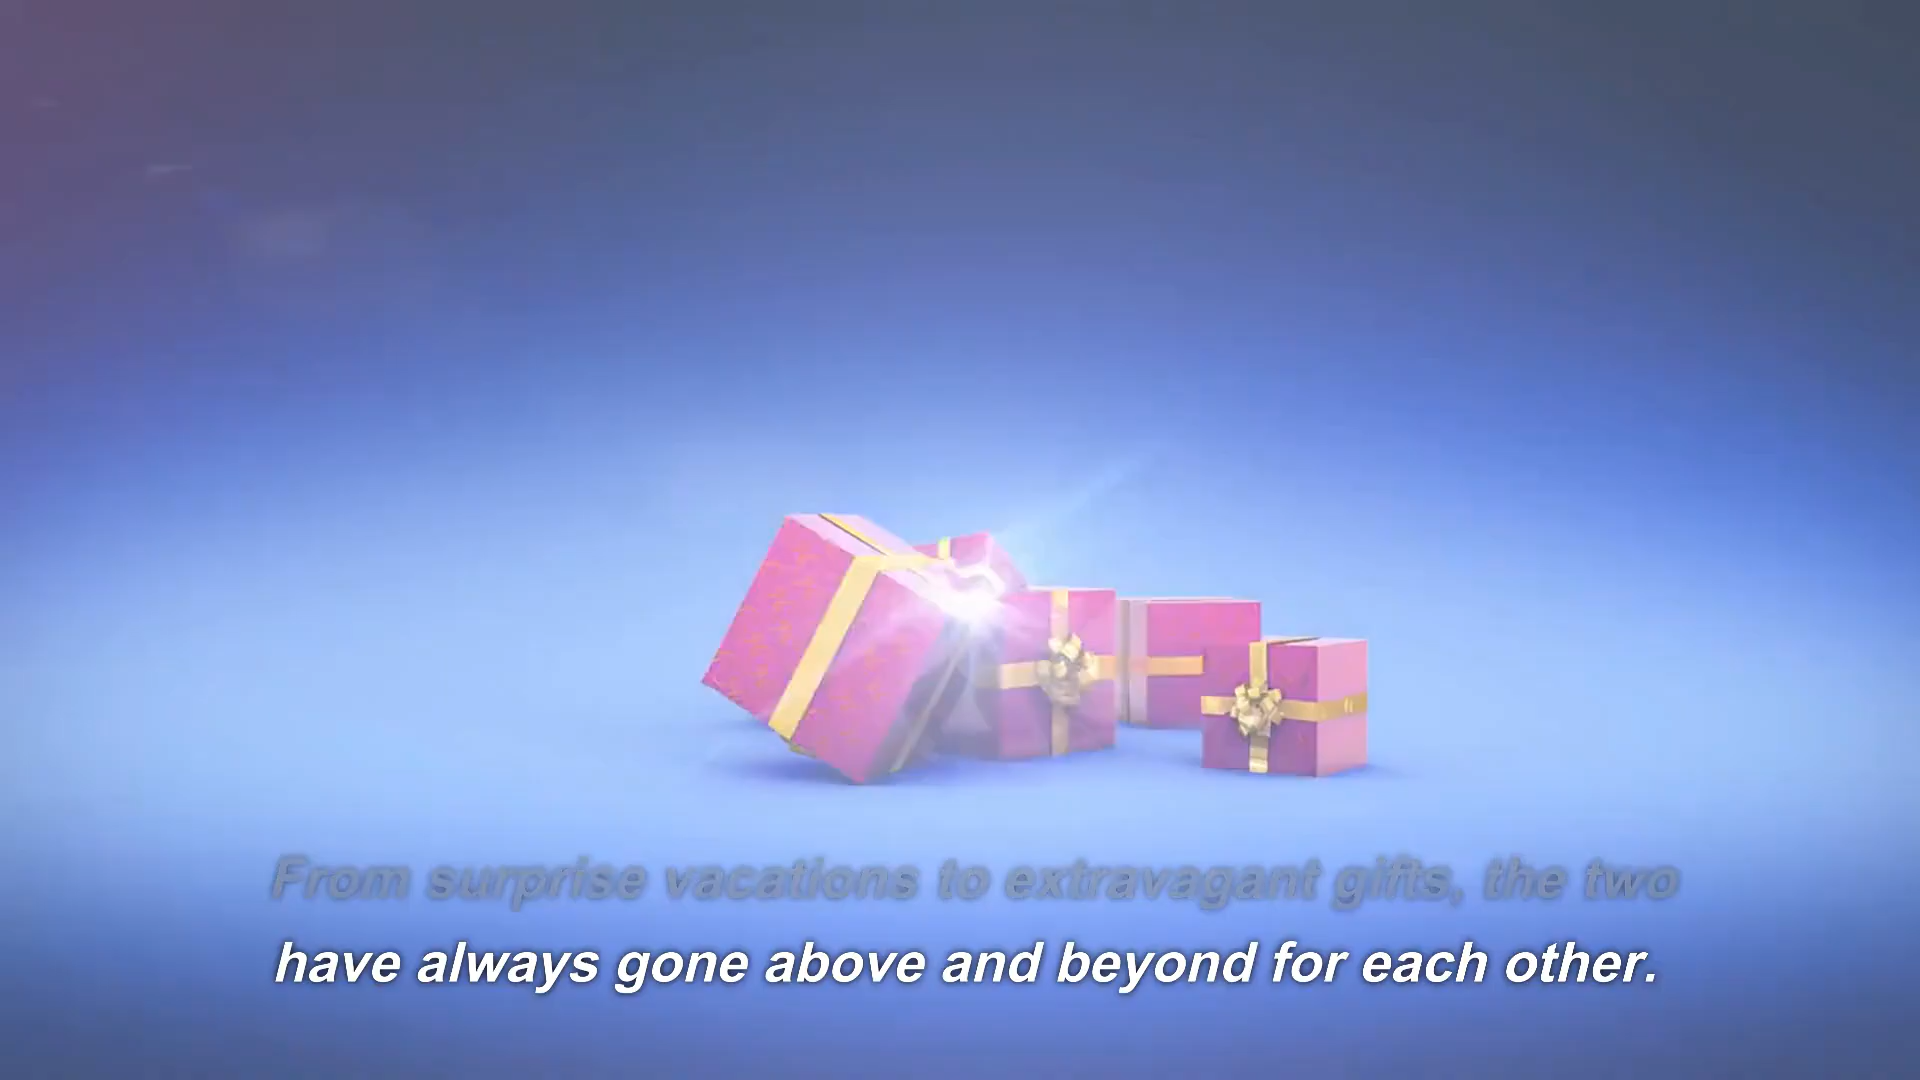 From surprise vacations to extravagant gifts, the two
have always gone above and beyond for each other.